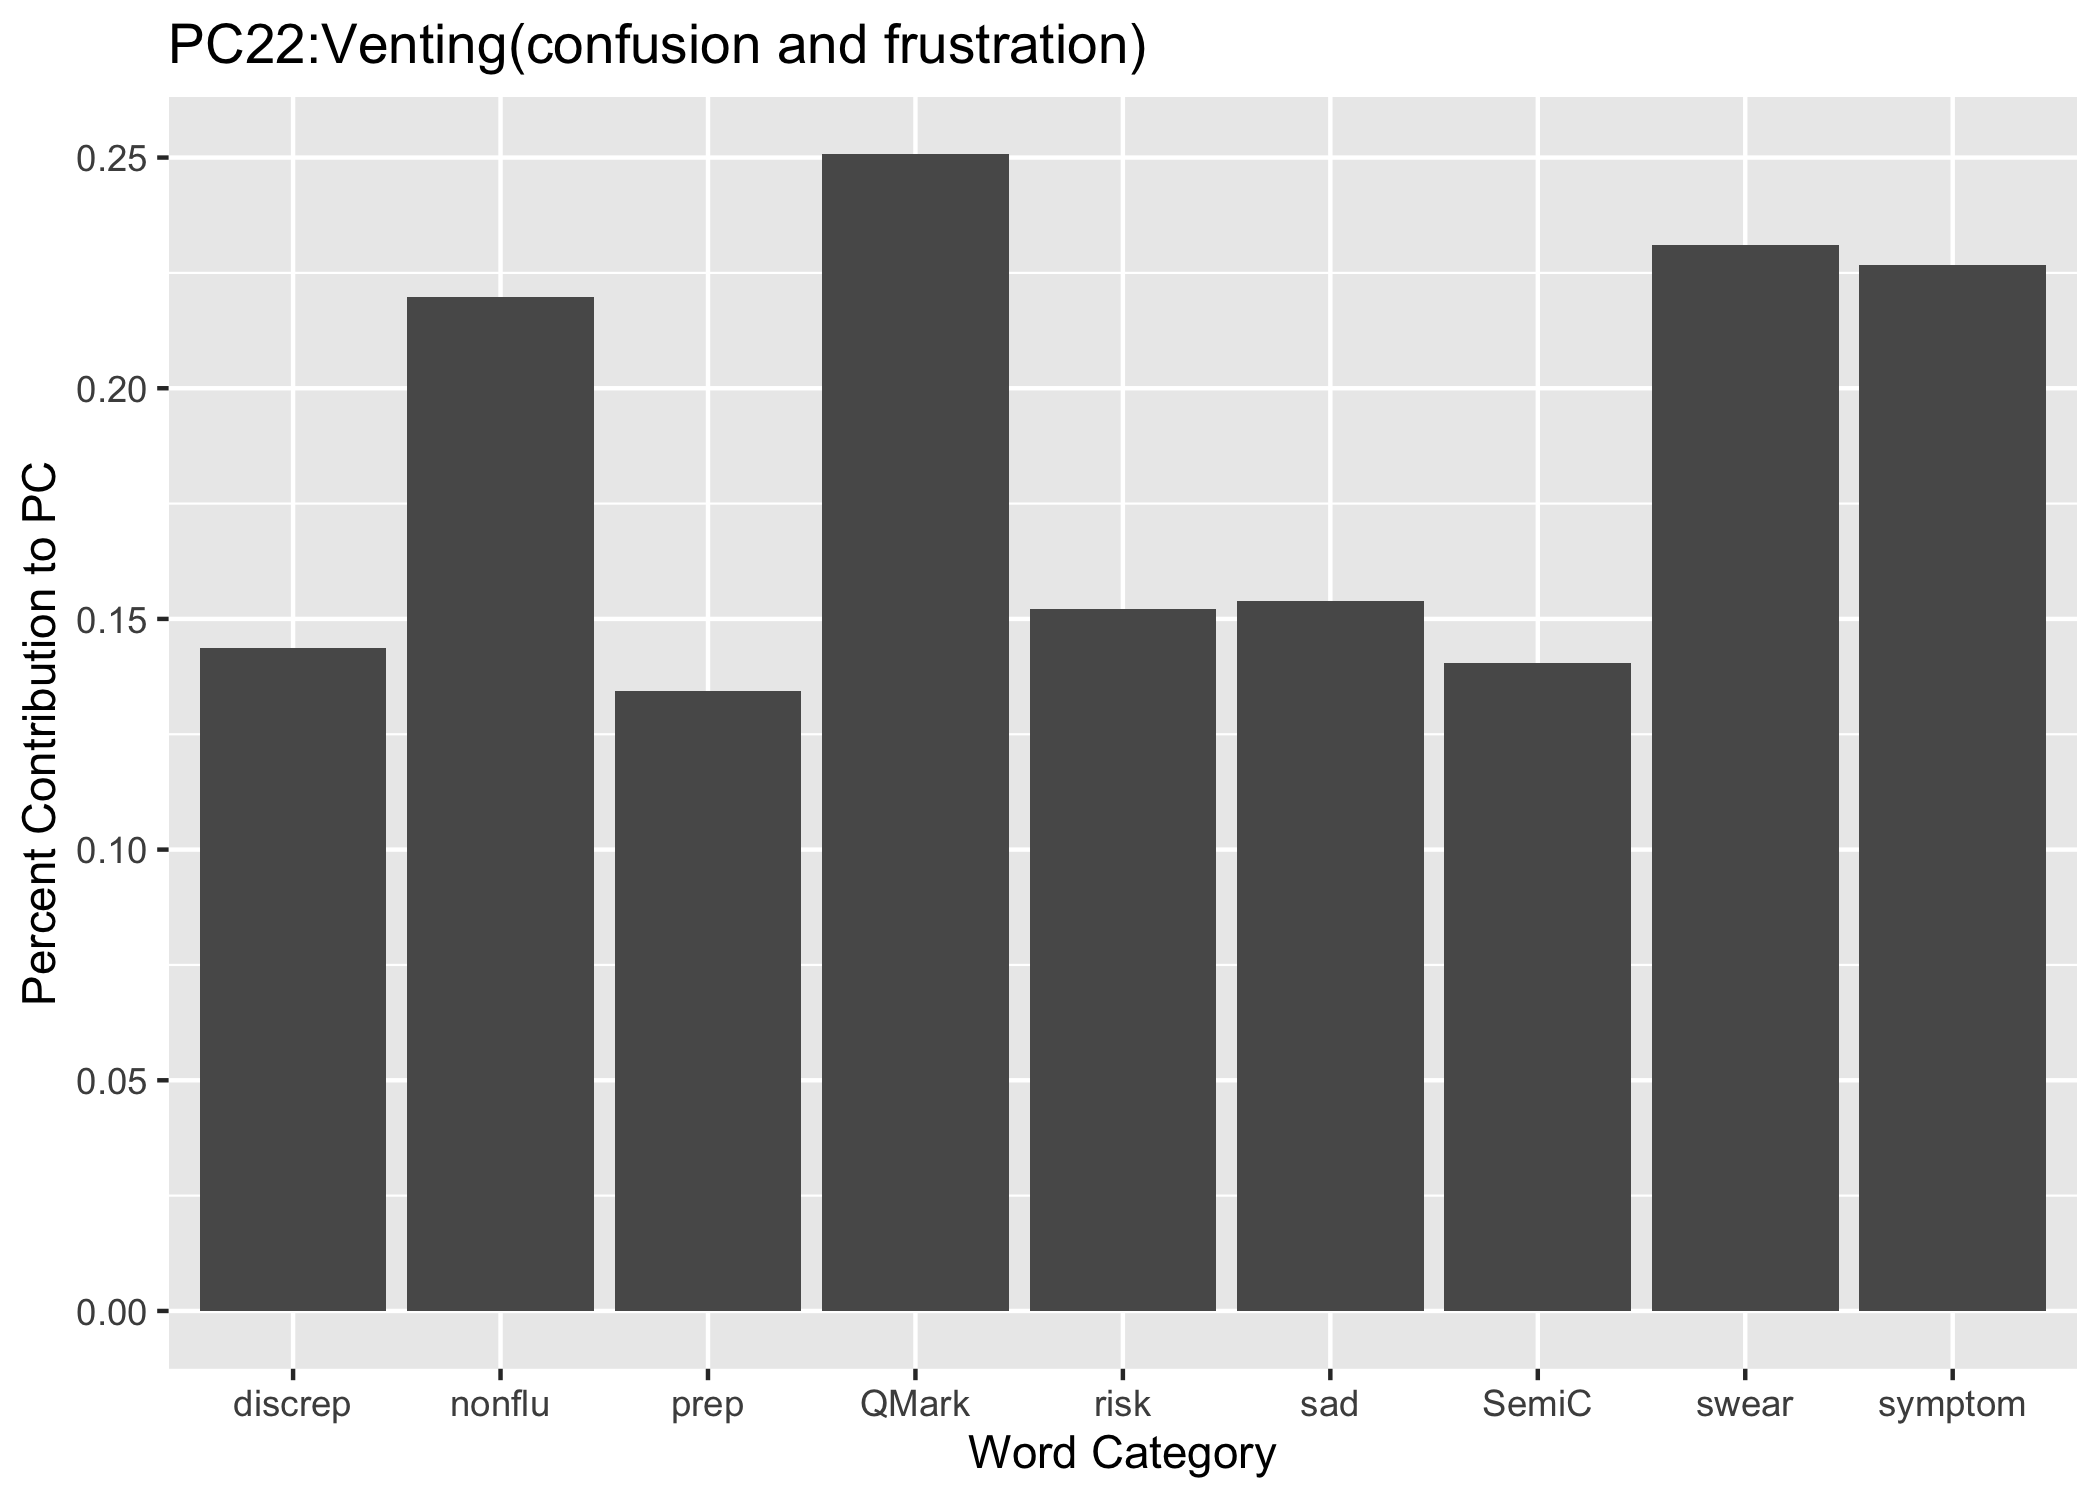 PC22:Venting(confusion and frustration)
Percent Contribution to PC
0.25
0.20
0.15
0.10
0.05
0.00
discrep nonflu prep QMark risk sad SemiC swear symptom
Word Category